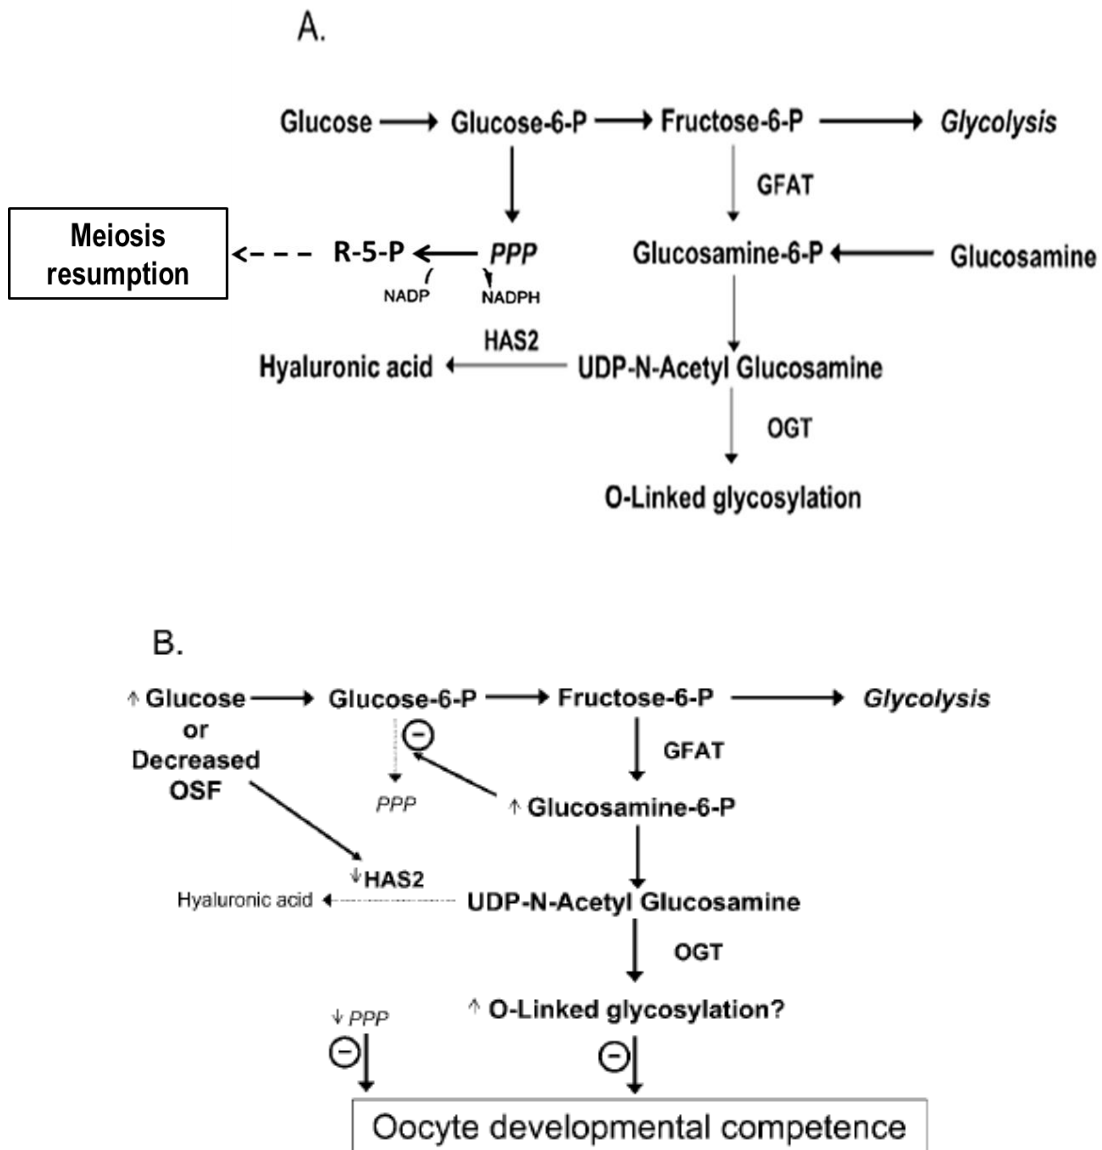 A.
Glucose Glucose-6-P Fructose-6-P Glycolysis
GFAT
Meiosis
resumption
R-5-P PPP Glucosamine-6-P Glucosamine
NADP NADPH
HAS2
Hyaluronic acid UDP-N-Acetyl Glucosamine
OGT
O-Linked glycosylation
B.
↑ Glucose Glucose-6-P Fructose-6-P Glycolysis
or
Decreased
OSF
−
GFAT
PPP ↑ Glucosamine-6-P
↓HAS2
Hyaluronic acid UDP-N-Acetyl Glucosamine
OGT
↓ PPP ↑ O-Linked glycosylation?
− −
Oocyte developmental competence